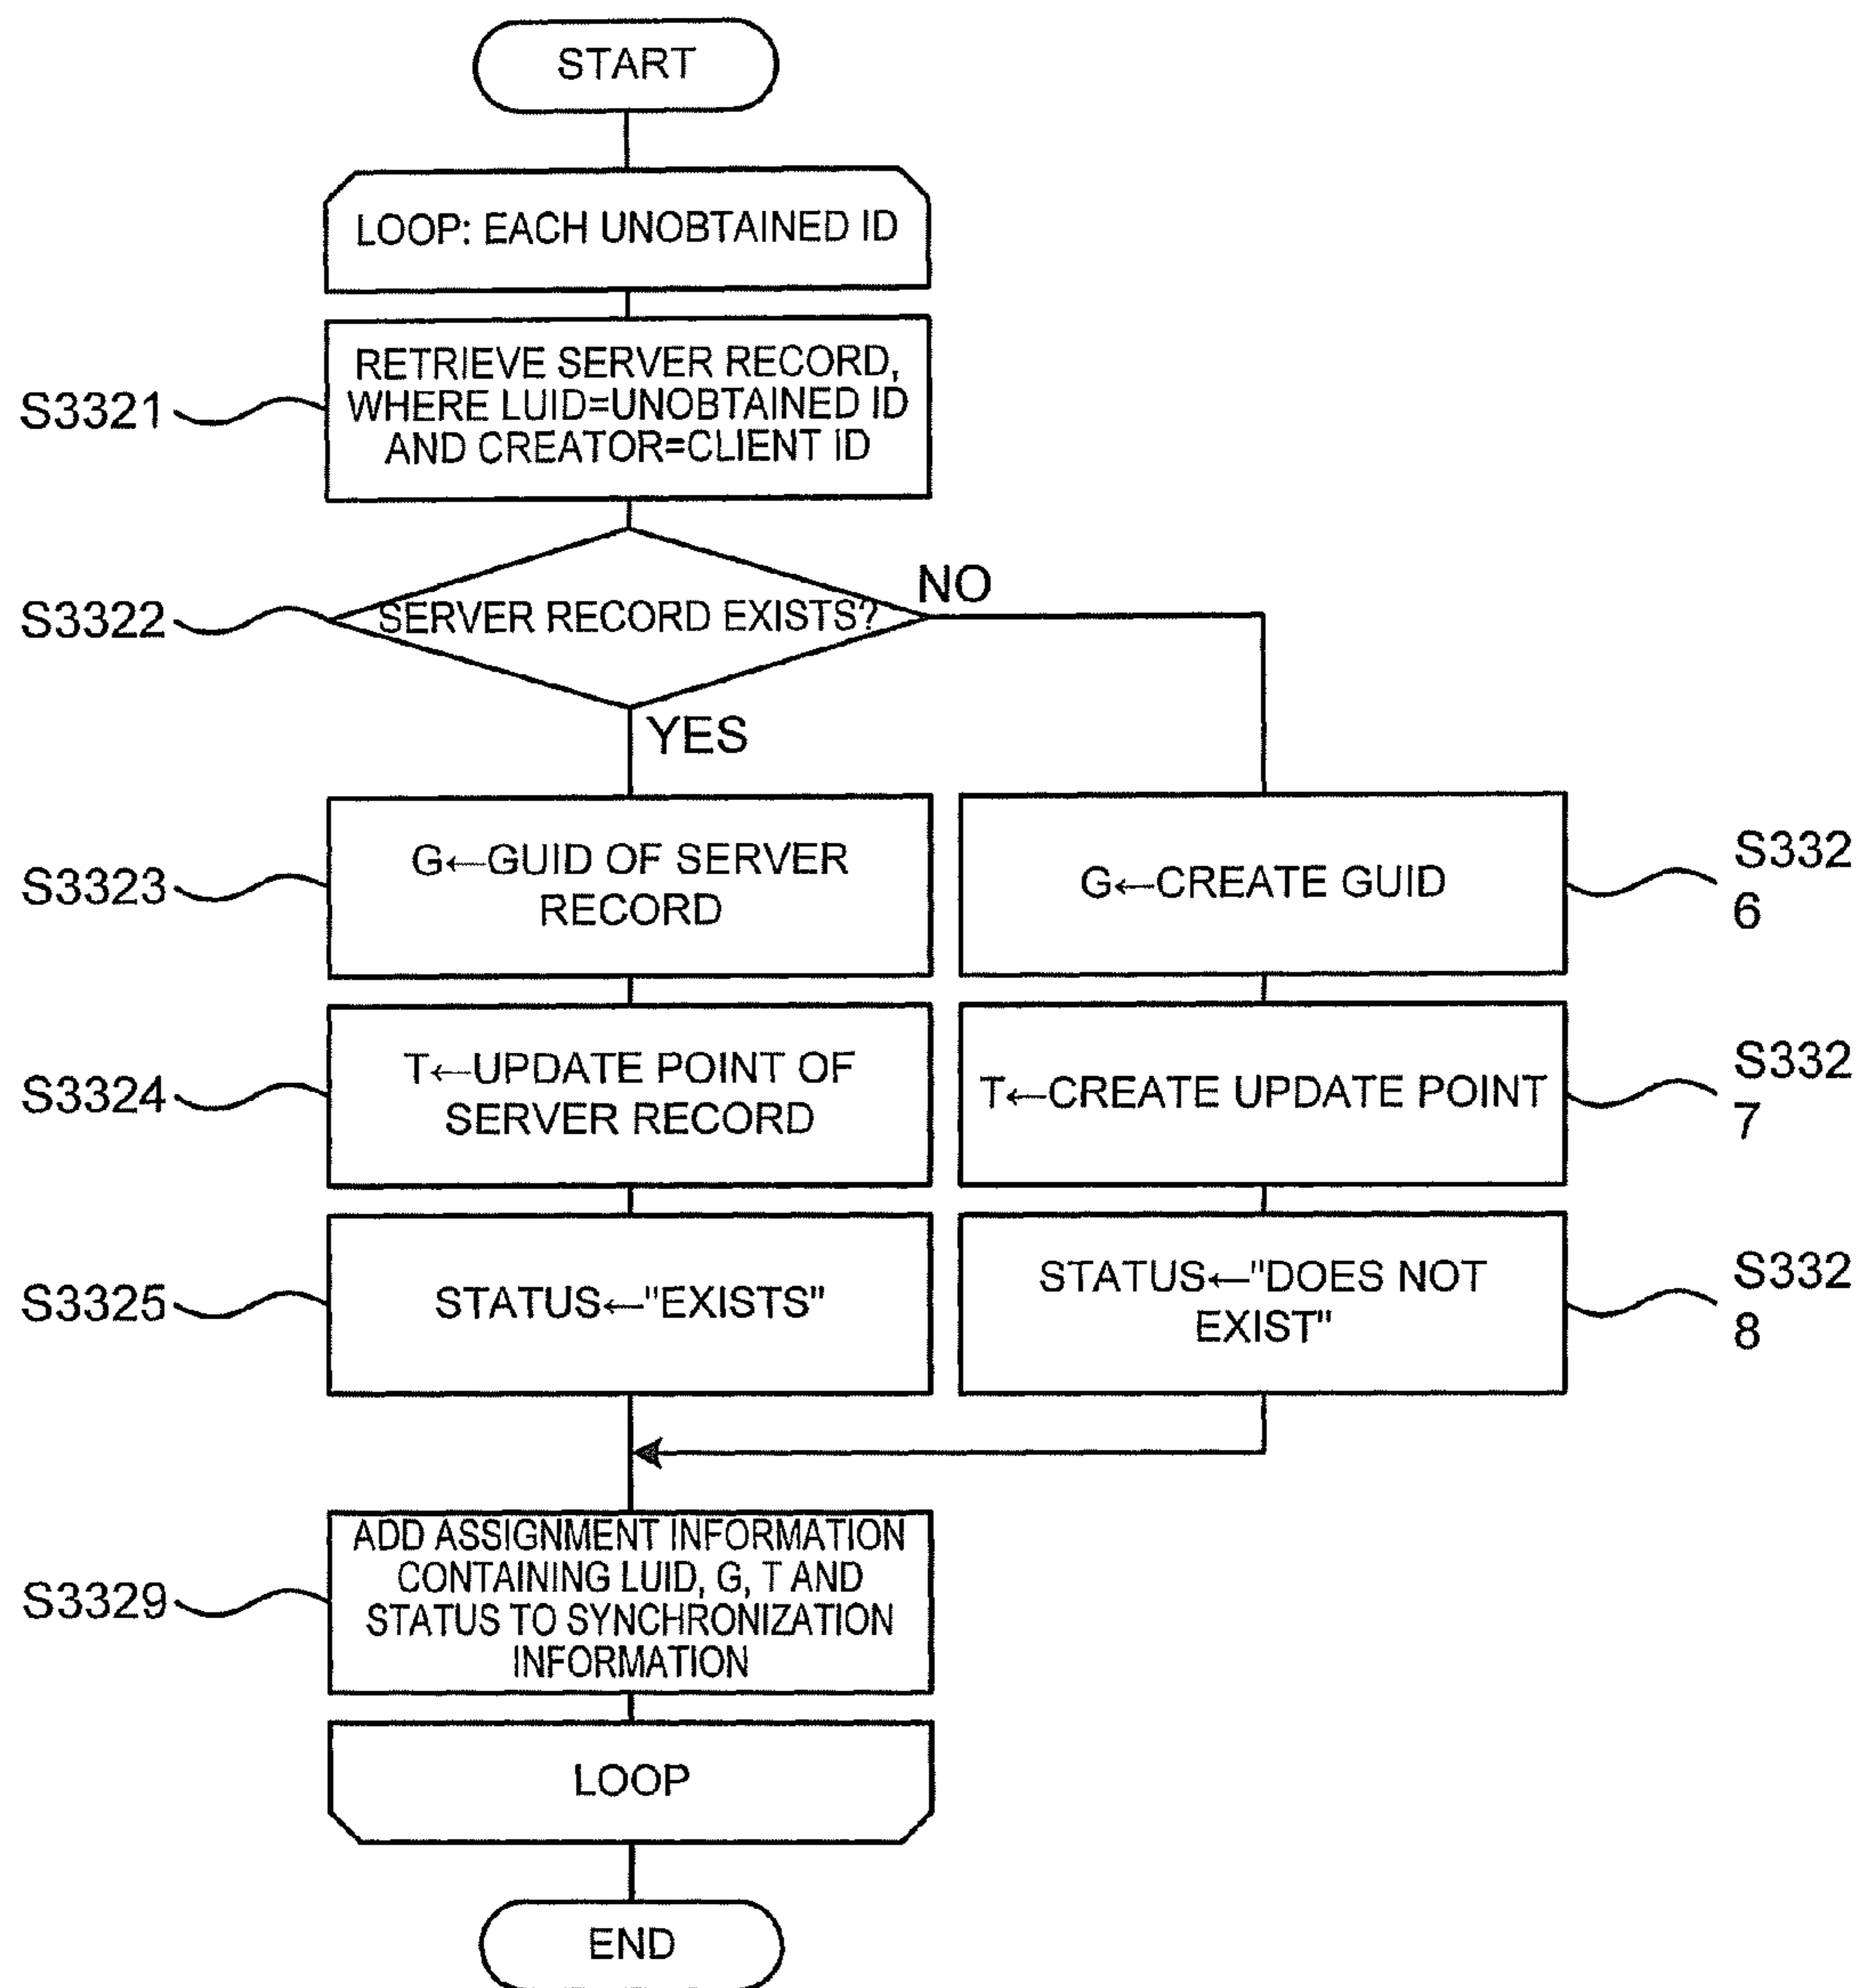 START
LOOP: EACH UNOBTAINED ID
S3321
RETRIEVE SERVER RECORD,
WHERE LUID=UNOBTAINED ID
AND CREATOR=CLIENT ID
S3322
SERVER RECORD EXISTS?
NO
YES
S3323
G←GUID OF SERVER
RECORD
G←CREATE GUID
S332
6
S3324
T←UPDATE POINT OF
SERVER RECORD
T←CREATE UPDATE POINT
S332
7
S3325
STATUS←"EXISTS"
STATUS←"DOES NOT
EXIST"
S332
8
S3329
ADD ASSIGNMENT INFORMATION
CONTAINING LUID, G, T AND
STATUS TO SYNCHRONIZATION
INFORMATION
LOOP
END